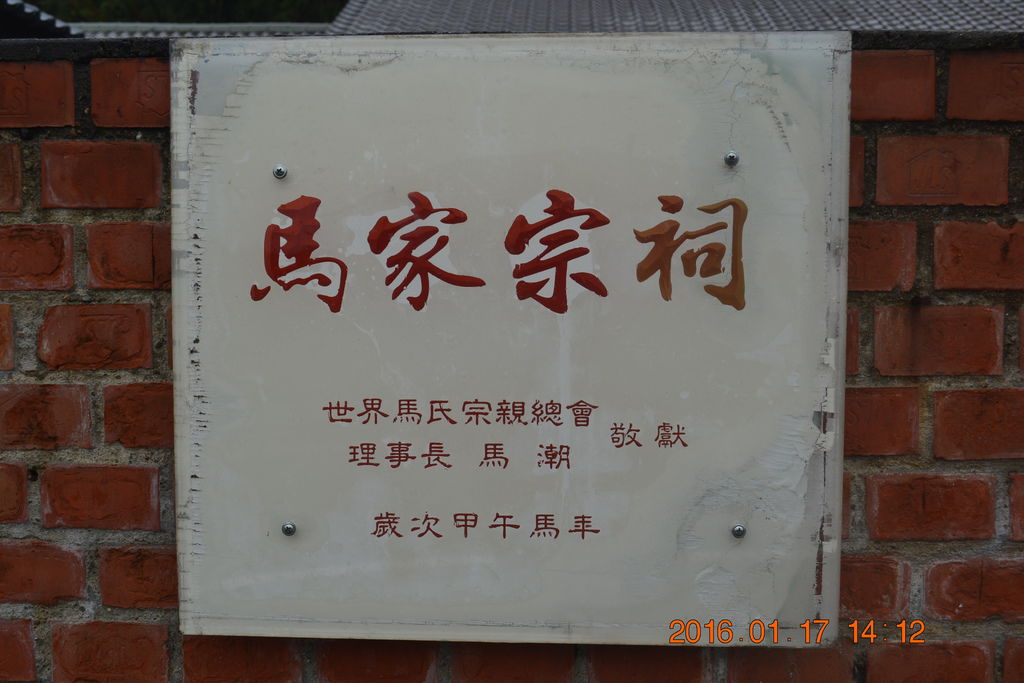 馬家宗祠
世界馬氏宗親總會
理事長 馬 潮
敬獻
歲次甲午馬年
2016.01.17 14:12